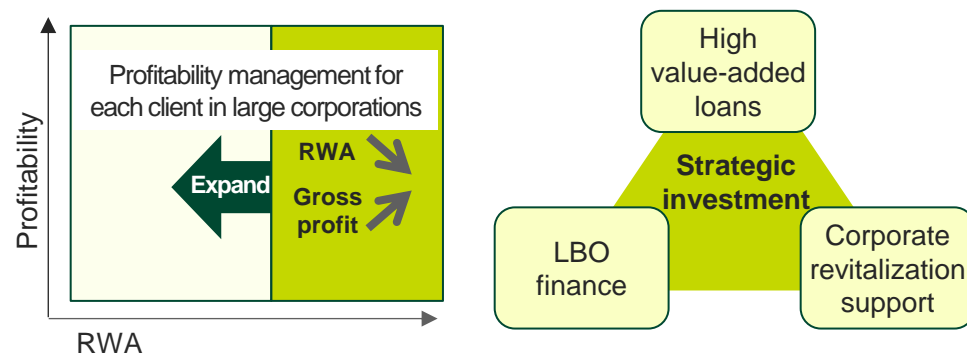 Profitability
Profitability management for
each client in large corporations
RWA
Expand
Gross
profit
RWA
High
value-added
loans
Strategic
investment
LBO
finance
Corporate
revitalization
support